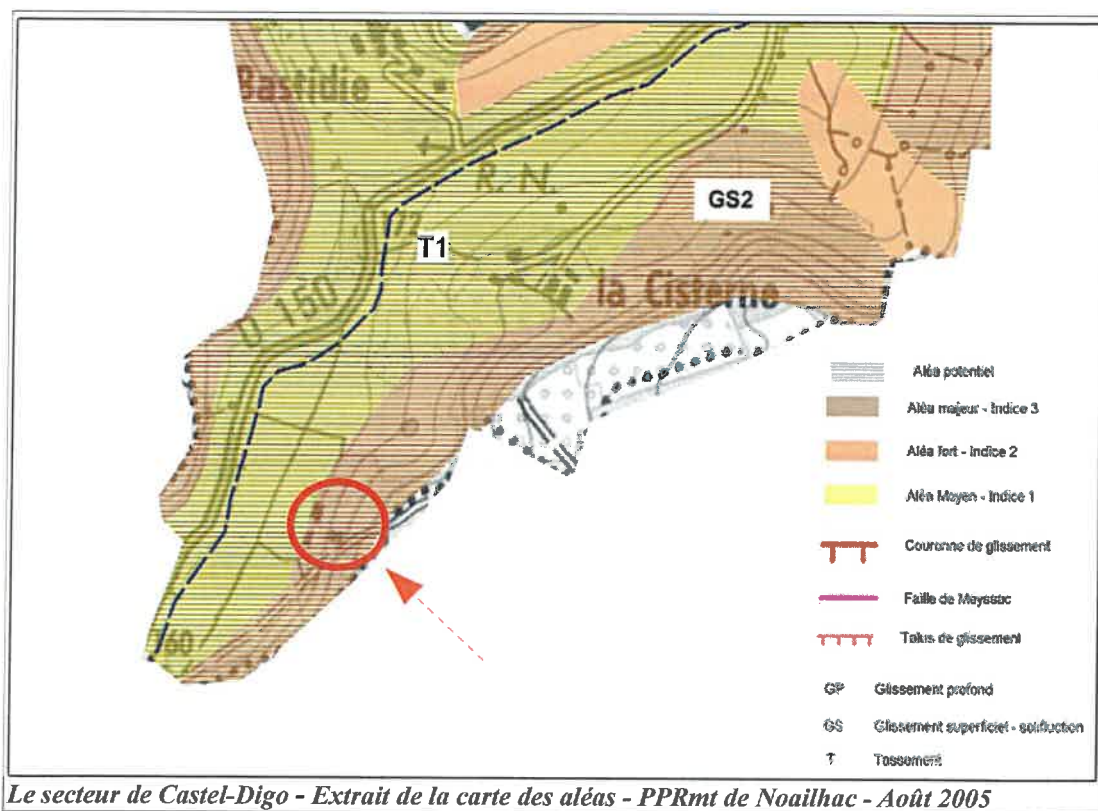 Bastidie
R. N.
GS2
T1
17
la Cisterne
D 150
160
Aléa potentiel
Aléa majeur - Indice 3
Aléa fort - Indice 2
Aléa Moyen - Indice 1
Couronne de glissement
Faille de Meyssac
Talus de glissement
GP Glissement profond
GS Glissement superficiel - solifluction
T Tassement
Le secteur de Castel-Digo - Extrait de la carte des aléas - PPRmt de Noailhac - Août 2005